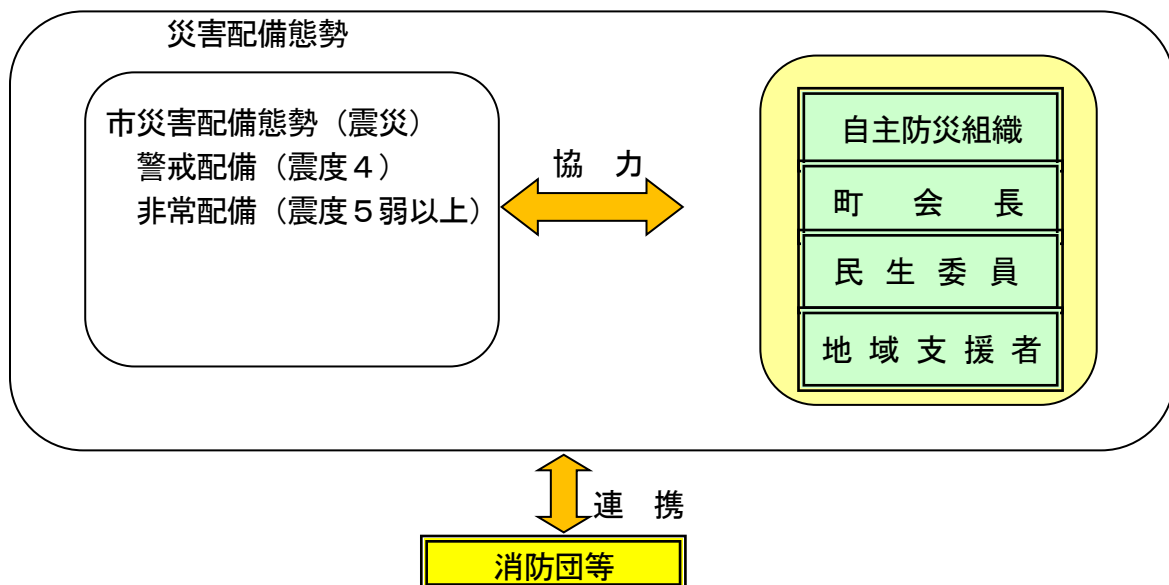 災害配備態勢
市災害配備態勢（震災）
警戒配備（震度４）
非常配備（震度５弱以上）
協　力
自主防災組織
町　会　長
民 生 委 員
地 域 支 援 者
連　携
消防団等